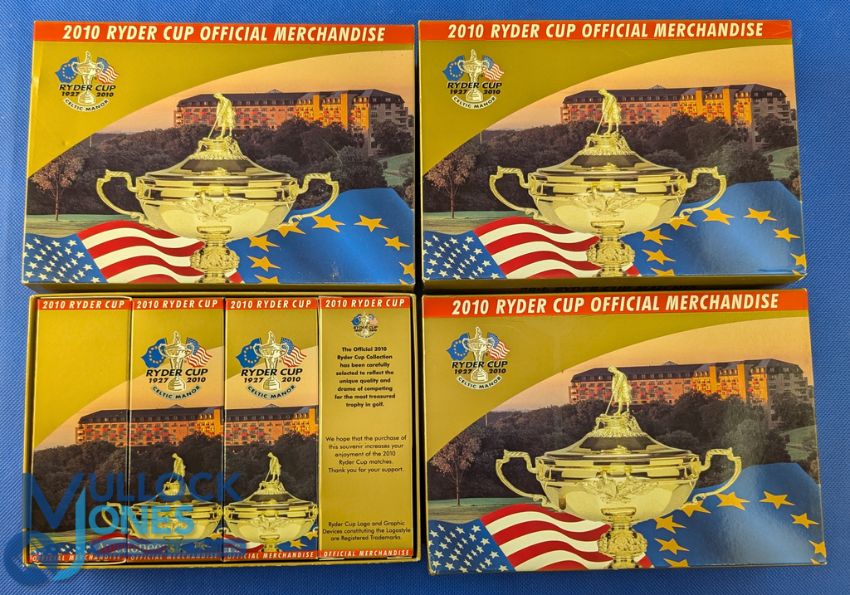 2010 RYDER CUP OFFICIAL MERCHANDISE
RYDER CUP
1927 2010
CELTIC MANOR
2010 RYDER CUP OFFICIAL MERCHANDISE
RYDER CUP
1927 2010
CELTIC MANOR
2010 RYDER CUP
2010 RYDER CUP
2010 RYDER CUP
2010 RYDER CUP
RYDER CUP
1927 2010
CELTIC MANOR
RYDER CUP
1927 2010
CELTIC MANOR
RYDER CUP
The Official 2010
Ryder Cup Collection
has been carefully
selected to reflect the
unique quality and
drama of competing
for the most treasured
trophy in golf.
We hope that the purchase of
this souvenir increases your
enjoyment of the 2010
Ryder Cup matches.
Thank you for your support.
Ryder Cup Logo and Graphic
Devices constituting the Logostyle
are Registered Trademarks.
OFFICIAL MERCHANDISE
OFFICIAL MERCHANDISE
OFFICIAL MERCHANDISE
OFFICIAL MERCHANDISE
MULLOCK
JONES
2010 RYDER CUP OFFICIAL MERCHANDISE
RYDER CUP
1927 2010
CELTIC MANOR